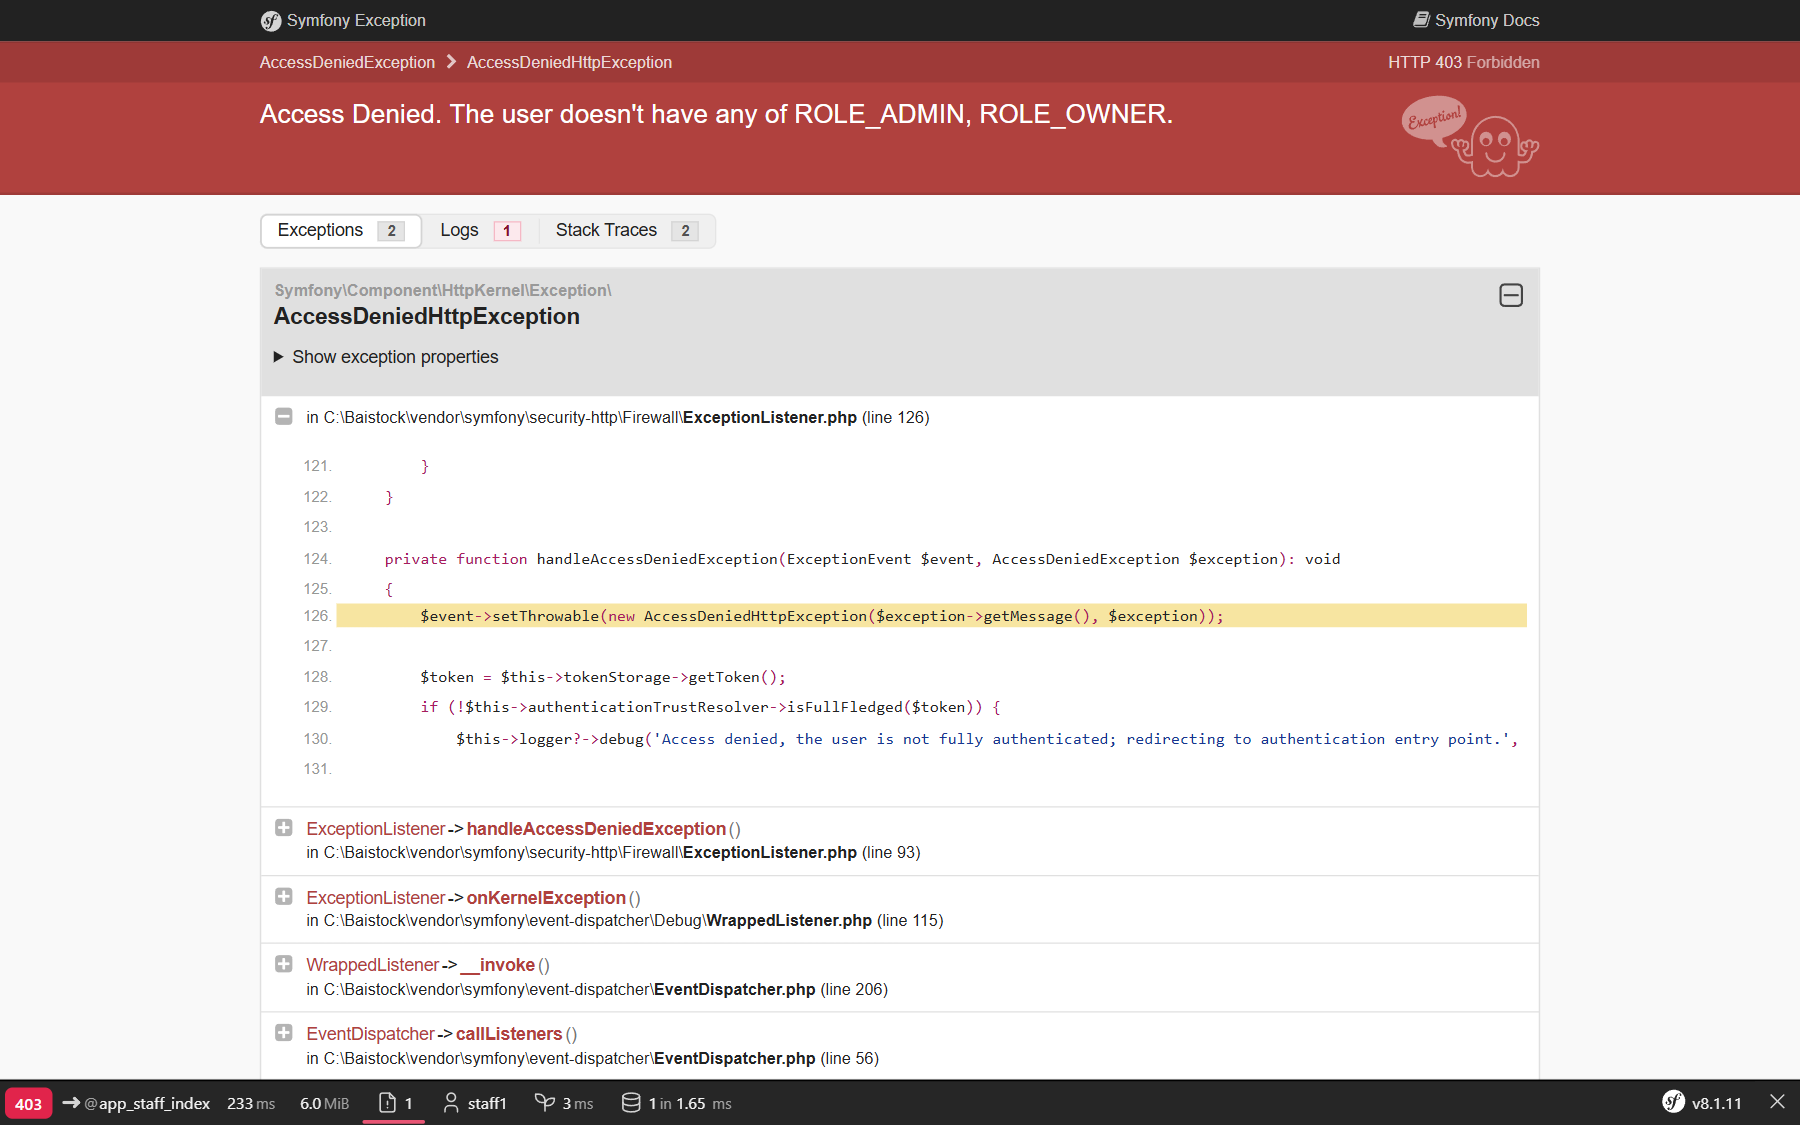 Symfony Exception
Symfony Docs
AccessDeniedException > AccessDeniedHttpException
HTTP 403 Forbidden
Access Denied. The user doesn't have any of ROLE_ADMIN, ROLE_OWNER.
Exception!
Exceptions 2
Logs 1
Stack Traces 2
Symfony\Component\HttpKernel\Exception\
AccessDeniedHttpException
Show exception properties
in C:\Baistock\vendor\symfony\security-http\Firewall\ExceptionListener.php (line 126)
121. }
122. }
123.
124. private function handleAccessDeniedException(ExceptionEvent $event, AccessDeniedException $exception): void
125. {
126. $event->setThrowable(new AccessDeniedHttpException($exception->getMessage(), $exception));
127.
128. $token = $this->tokenStorage->getToken();
129. if (!$this->authenticationTrustResolver->isFullFledged($token)) {
130. $this->logger?->debug('Access denied, the user is not fully authenticated; redirecting to authentication entry point.',
131.
ExceptionListener->handleAccessDeniedException()
in C:\Baistock\vendor\symfony\security-http\Firewall\ExceptionListener.php (line 93)
ExceptionListener->onKernelException()
in C:\Baistock\vendor\symfony\event-dispatcher\Debug\WrappedListener.php (line 115)
WrappedListener->__invoke()
in C:\Baistock\vendor\symfony\event-dispatcher\EventDispatcher.php (line 206)
EventDispatcher->callListeners()
in C:\Baistock\vendor\symfony\event-dispatcher\EventDispatcher.php (line 56)
403 @app_staff_index 233 ms 6.0 MiB 1 staff1 3 ms 1 in 1.65 ms sf v8.1.11